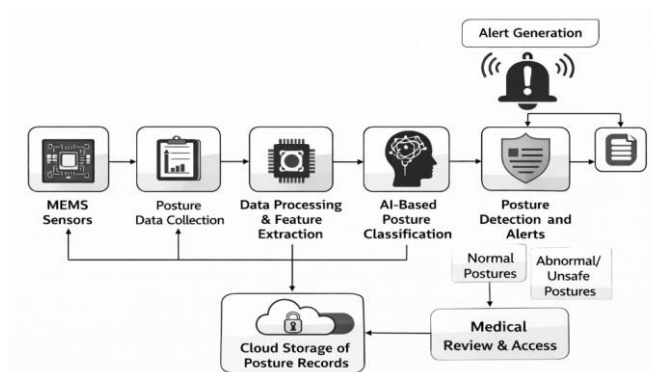 Alert Generation
MEMS
Sensors
Posture
Data Collection
Data Processing
& Feature
Extraction
AI-Based
Posture
Classification
Posture
Detection and
Alerts
Normal
Postures
Abnormal/
Unsafe
Postures
Cloud Storage of
Posture Records
Medical
Review & Access